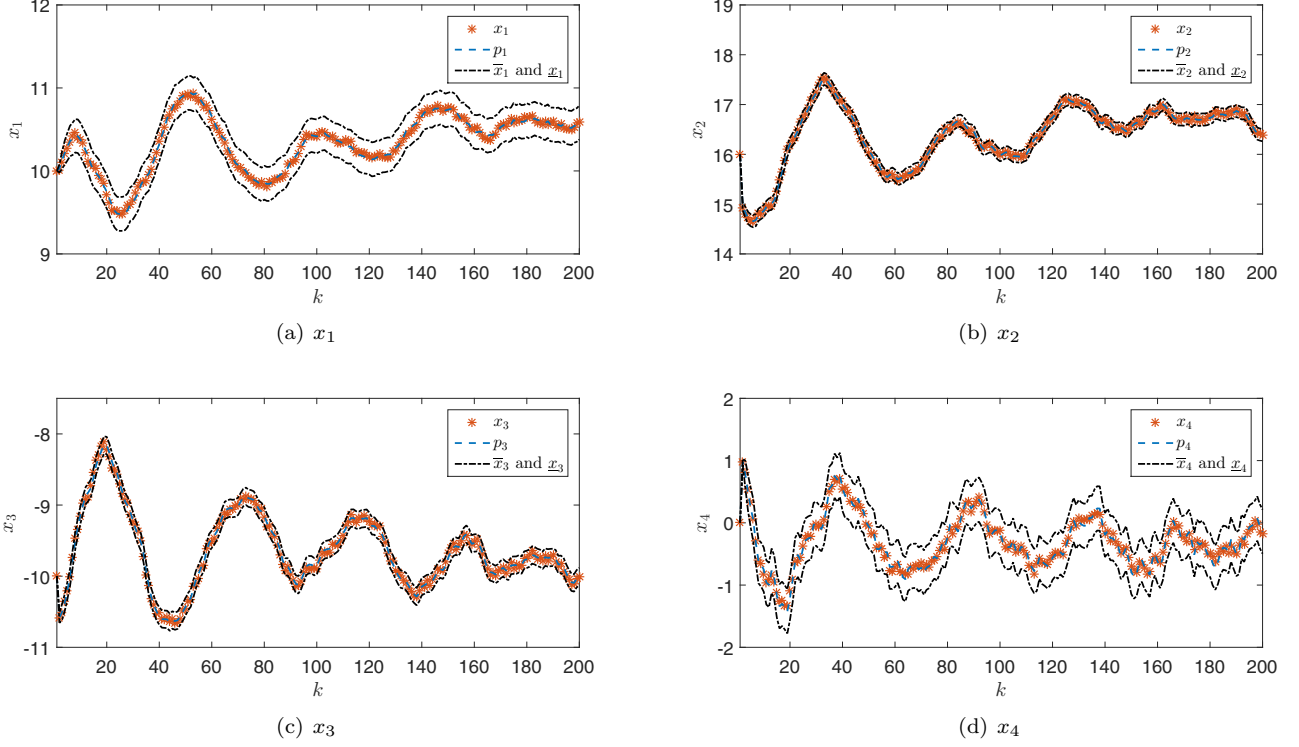 12
11
10
9
x₁
20 40 60 80 100 120 140 160 180 200
k
x₁
p₁
x̅₁ and x̲₁
(a) x₁
19
18
17
16
15
14
x₂
20 40 60 80 100 120 140 160 180 200
k
x₂
p₂
x̅₂ and x̲₂
(b) x₂
-8
-9
-10
-11
x₃
20 40 60 80 100 120 140 160 180 200
k
x₃
p₃
x̅₃ and x̲₃
(c) x₃
2
1
0
-1
-2
x₄
20 40 60 80 100 120 140 160 180 200
k
x₄
p₄
x̅₄ and x̲₄
(d) x₄